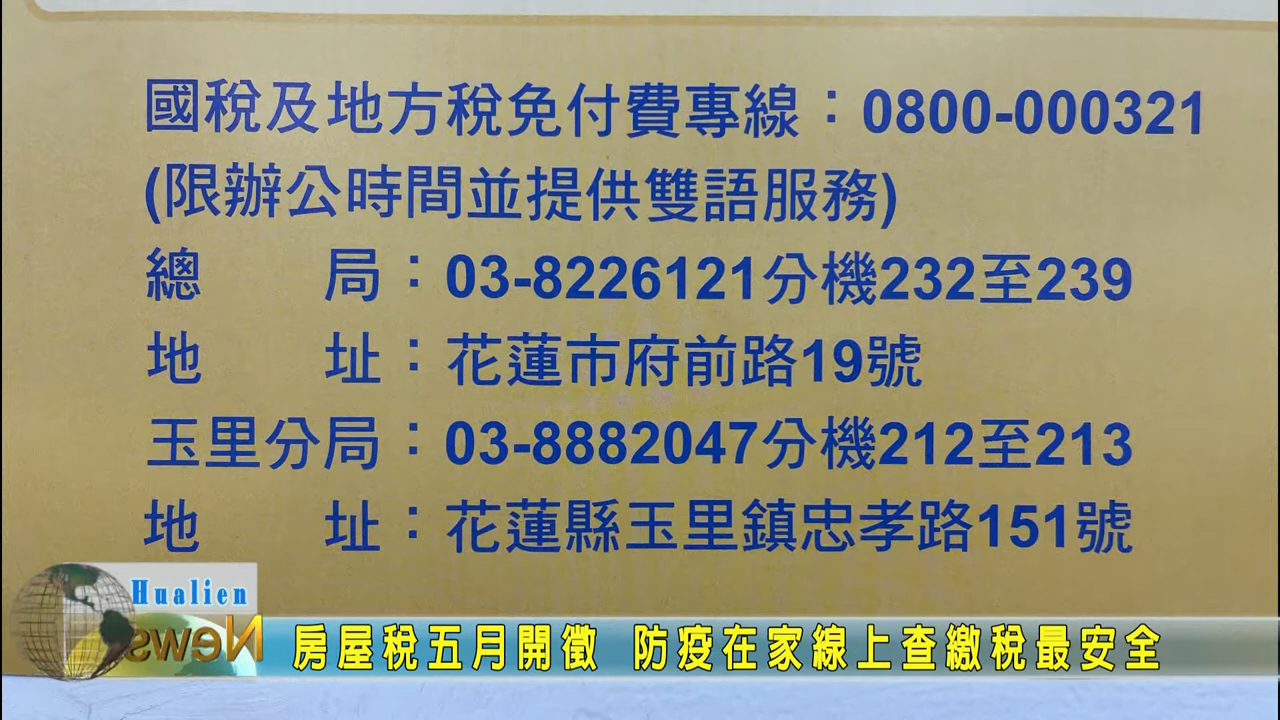 國稅及地方稅免付費專線：0800-000321
(限辦公時間並提供雙語服務)
總局：03-8226121分機232至239
地址：花蓮市府前路19號
玉里分局：03-8882047分機212至213
地址：花蓮縣玉里鎮忠孝路151號
Hualien
News
房屋稅五月開徵 防疫在家線上查繳稅最安全